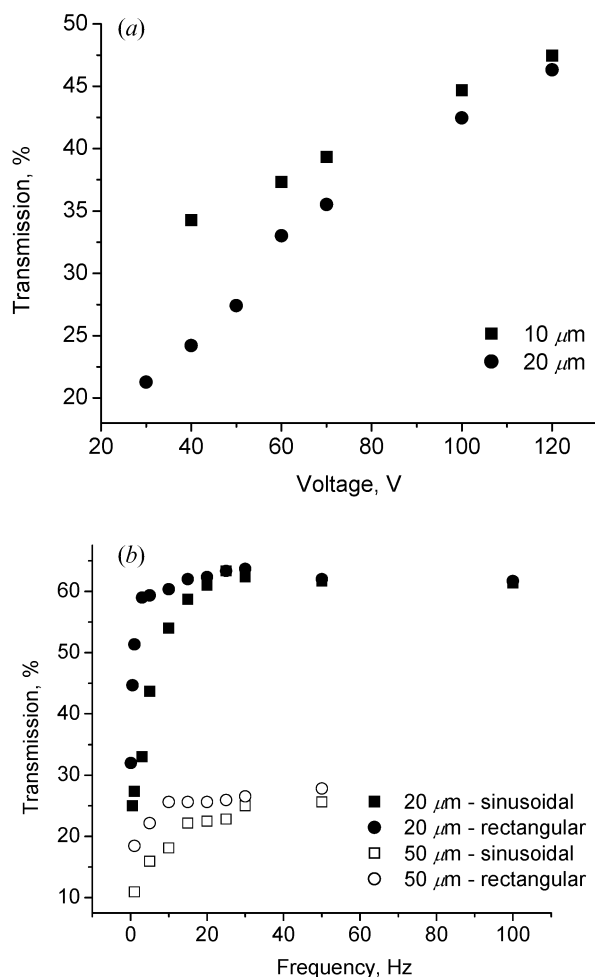 (a)
50
45
40
35
30
25
20
Transmission, %
10 μm
20 μm
20 40 60 80 100 120
Voltage, V
(b)
60
50
40
30
20
10
Transmission, %
20 μm - sinusoidal
20 μm - rectangular
50 μm - sinusoidal
50 μm - rectangular
0 20 40 60 80 100
Frequency, Hz